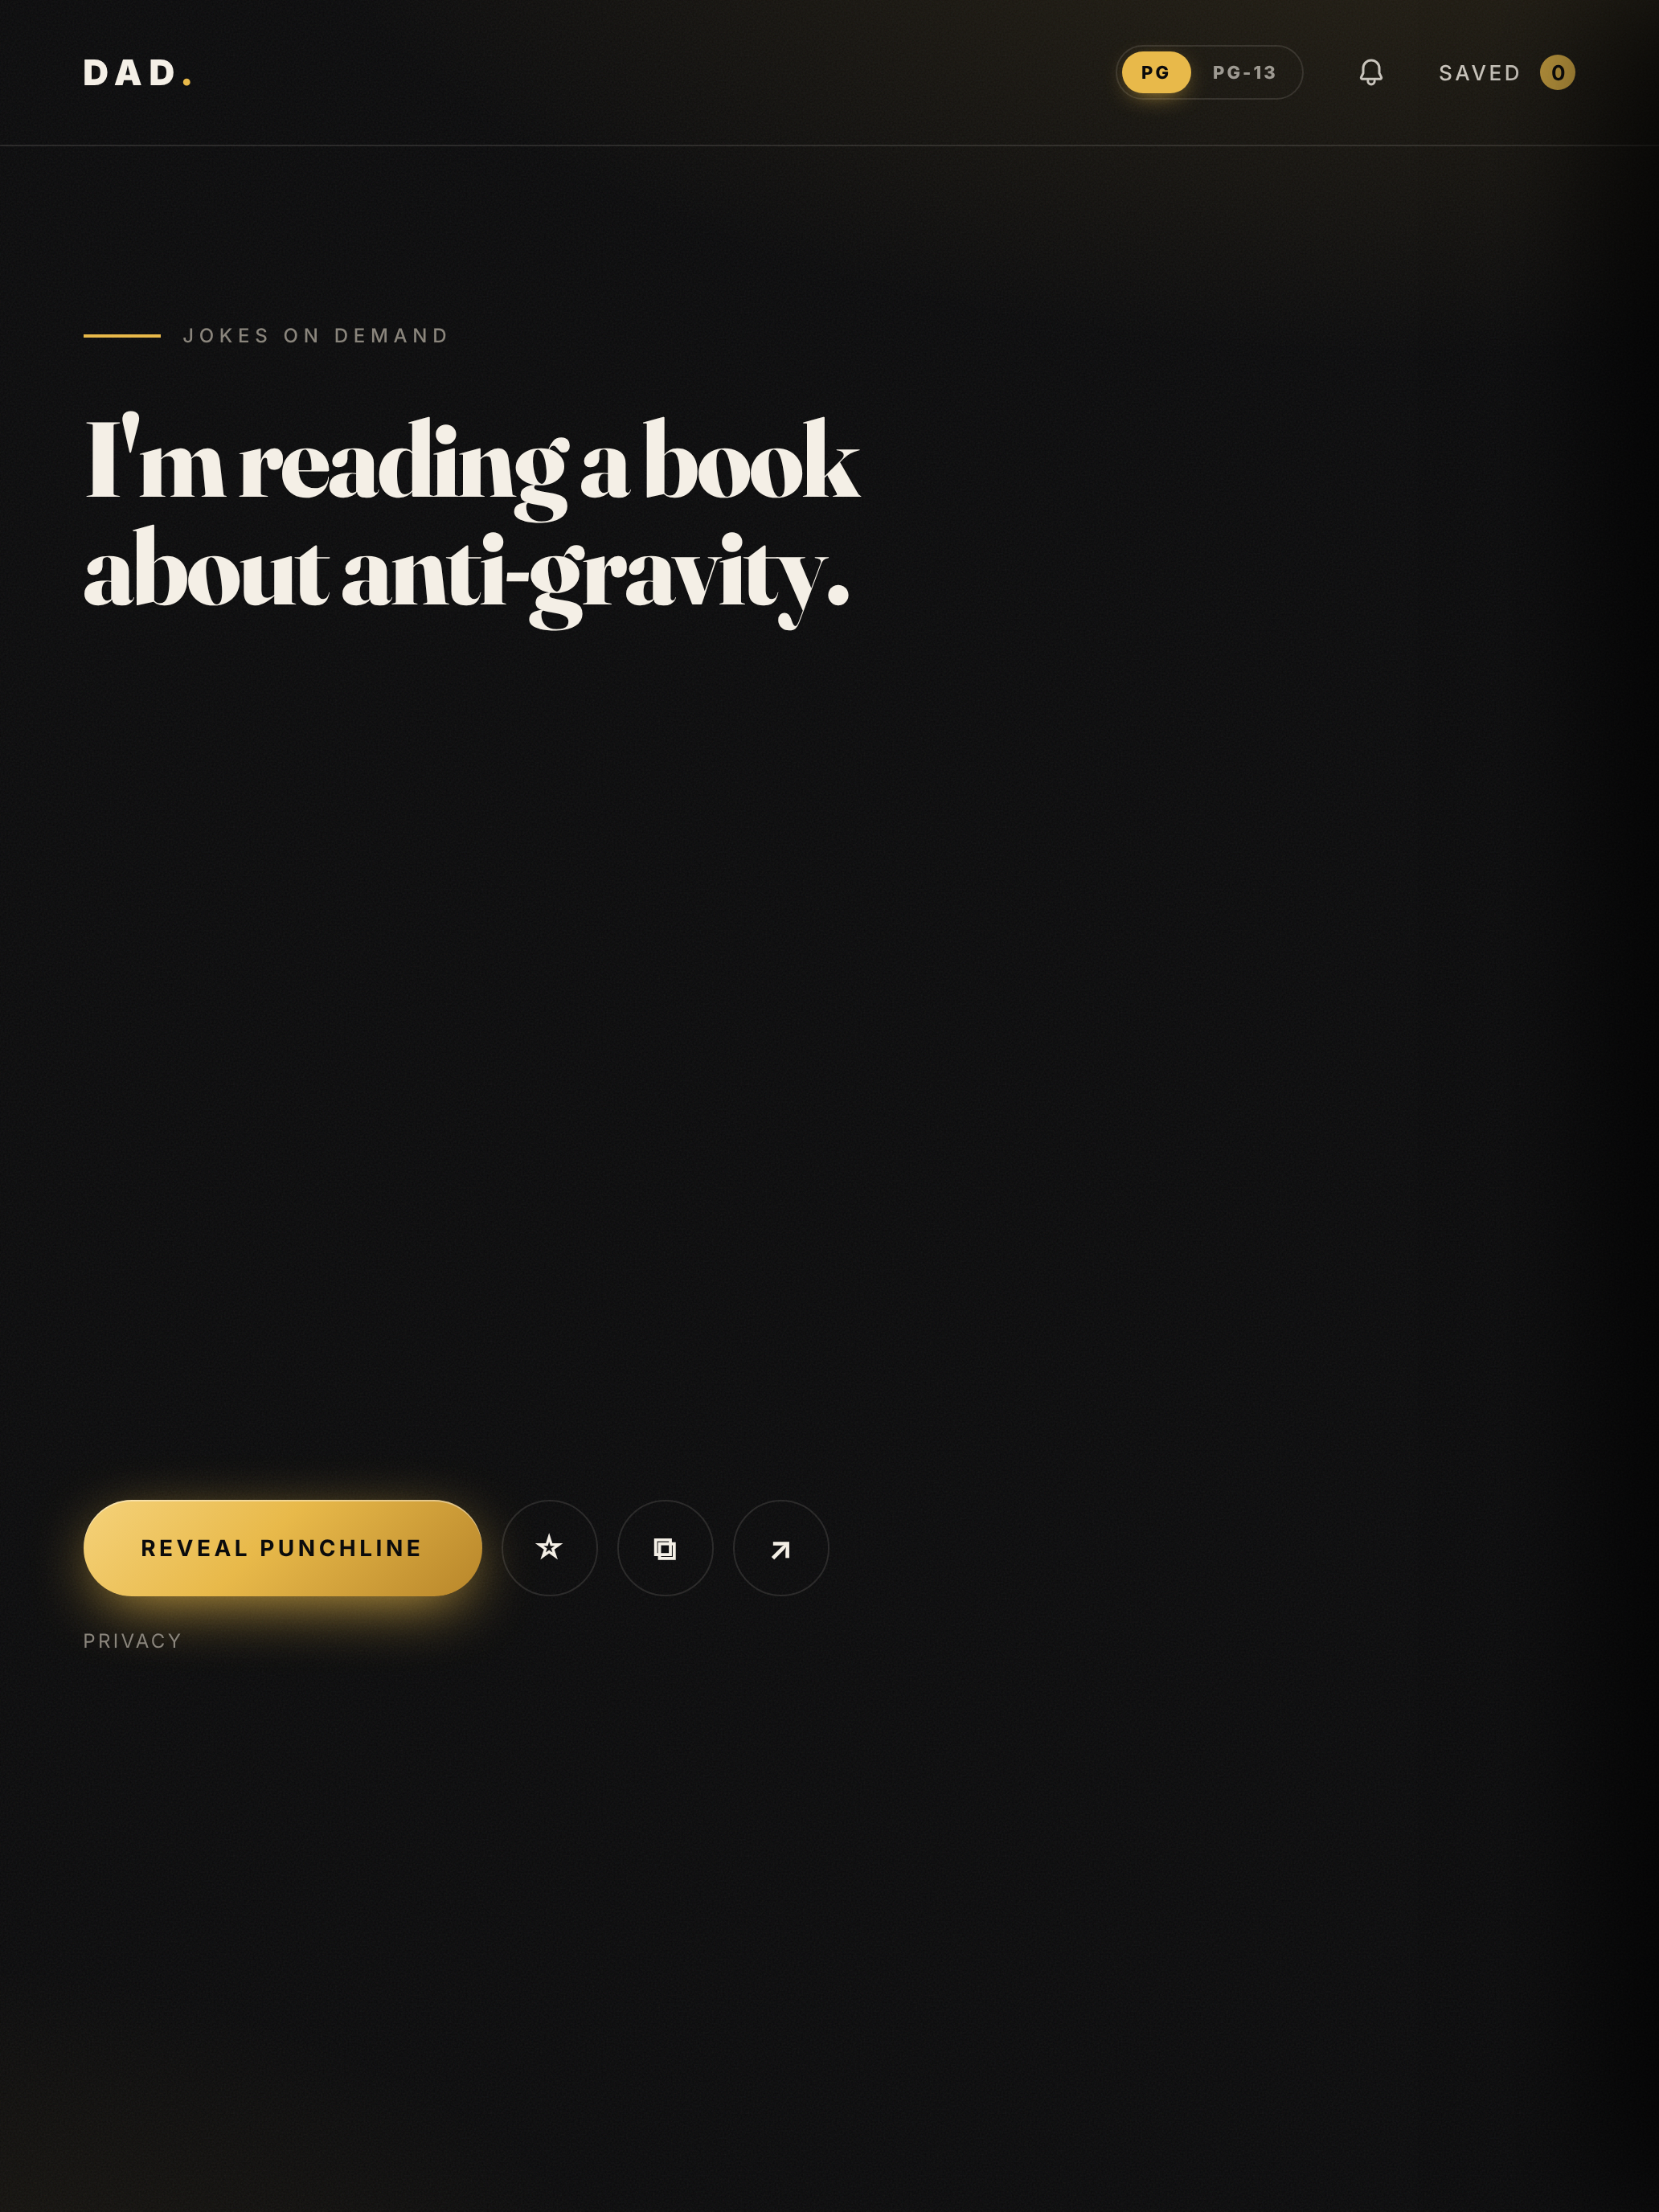 DAD.
PG PG-13 SAVED 0
JOKES ON DEMAND
I'm reading a book
about anti-gravity.
REVEAL PUNCHLINE
PRIVACY